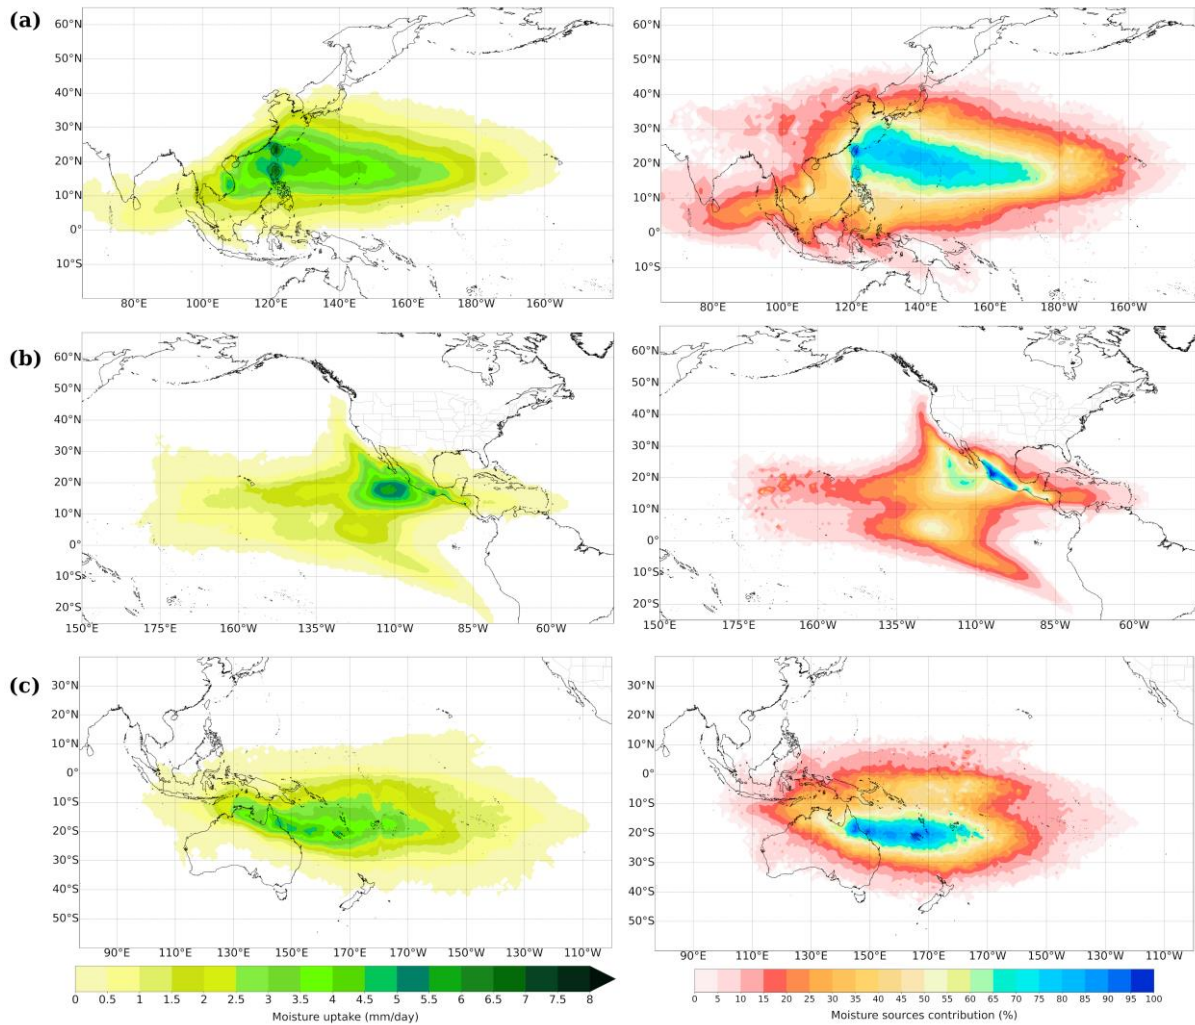 (a)
60°N 60°N
50°N 50°N
40°N 40°N
30°N 30°N
20°N 20°N
10°N 10°N
0° 0°
10°S 10°S
80°E 100°E 120°E 140°E 160°E 180°E 160°W 80°E 100°E 120°E 140°E 160°E 180°E 160°W
(b)
60°N 60°N
50°N 50°N
40°N 40°N
30°N 30°N
20°N 20°N
10°N 10°N
0° 0°
10°S 10°S
20°S 20°S
150°E 175°E 160°W 135°W 110°W 85°W 60°W 150°E 175°E 160°W 135°W 110°W 85°W 60°W
(c)
30°N 30°N
20°N 20°N
10°N 10°N
0° 0°
10°S 10°S
20°S 20°S
30°S 30°S
40°S 40°S
50°S 50°S
60°S
90°E 110°E 130°E 150°E 170°E 170°W 150°W 130°W 110°W 90°E 110°E 130°E 150°E 170°E 170°W 150°W 130°W 110°W
0 0.5 1 1.5 2 2.5 3 3.5 4 4.5 5 5.5 6 6.5 7 7.5 8
Moisture uptake (mm/day)
0 5 10 15 20 25 30 35 40 45 50 55 60 65 70 75 80 85 90 95 100
Moisture sources contribution (%)